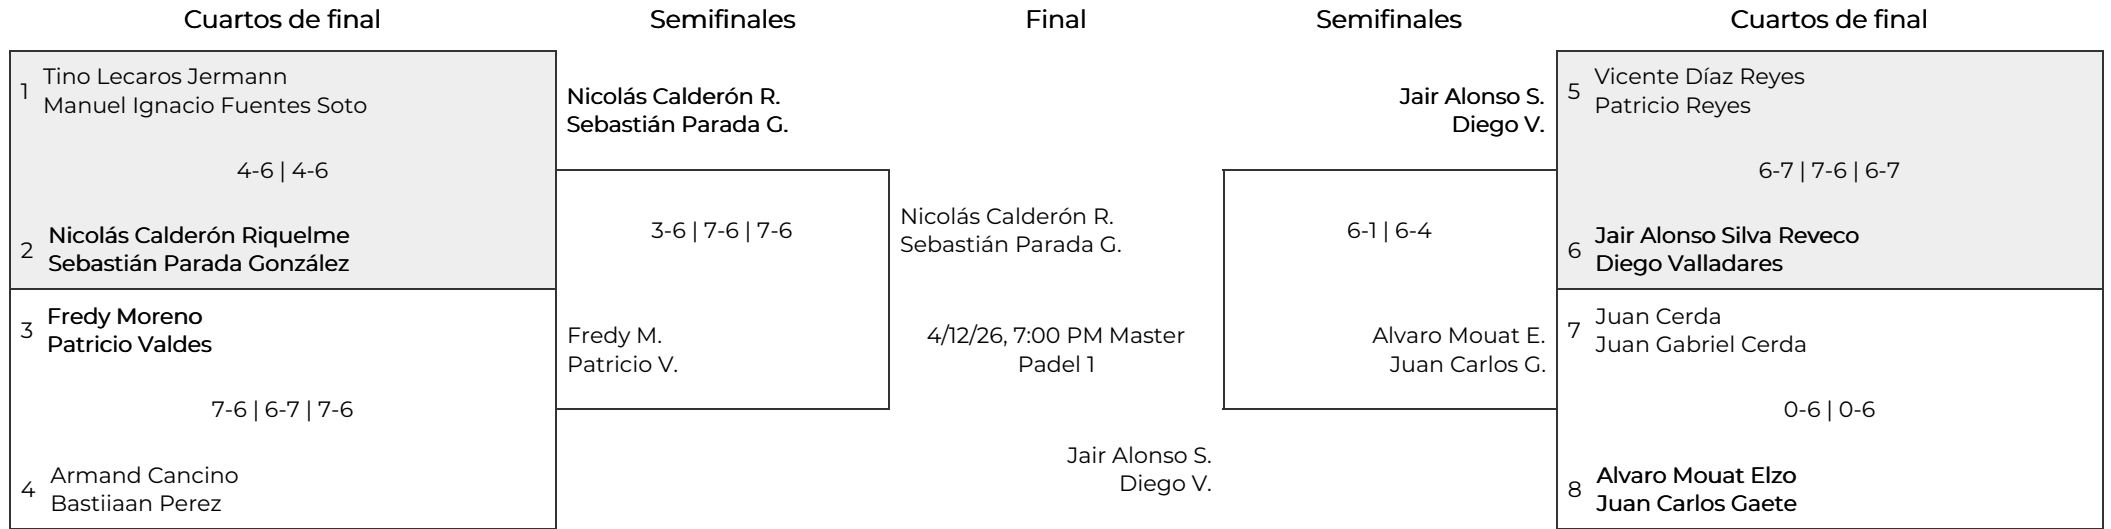 Cuartos de final
Semifinales
Final
Semifinales
Cuartos de final
1
Tino Lecaros Jermann
Manuel Ignacio Fuentes Soto
4-6 | 4-6
2
Nicolás Calderón Riquelme
Sebastián Parada González
3
Fredy Moreno
Patricio Valdes
7-6 | 6-7 | 7-6
4
Armand Cancino
Bastiiaan Perez
Nicolás Calderón R.
Sebastián Parada G.
3-6 | 7-6 | 7-6
Fredy M.
Patricio V.
Nicolás Calderón R.
Sebastián Parada G.
4/12/26, 7:00 PM Master
Padel 1
Jair Alonso S.
Diego V.
Jair Alonso S.
Diego V.
6-1 | 6-4
Alvaro Mouat E.
Juan Carlos G.
5
Vicente Díaz Reyes
Patricio Reyes
6-7 | 7-6 | 6-7
6
Jair Alonso Silva Reveco
Diego Valladares
7
Juan Cerda
Juan Gabriel Cerda
0-6 | 0-6
8
Alvaro Mouat Elzo
Juan Carlos Gaete